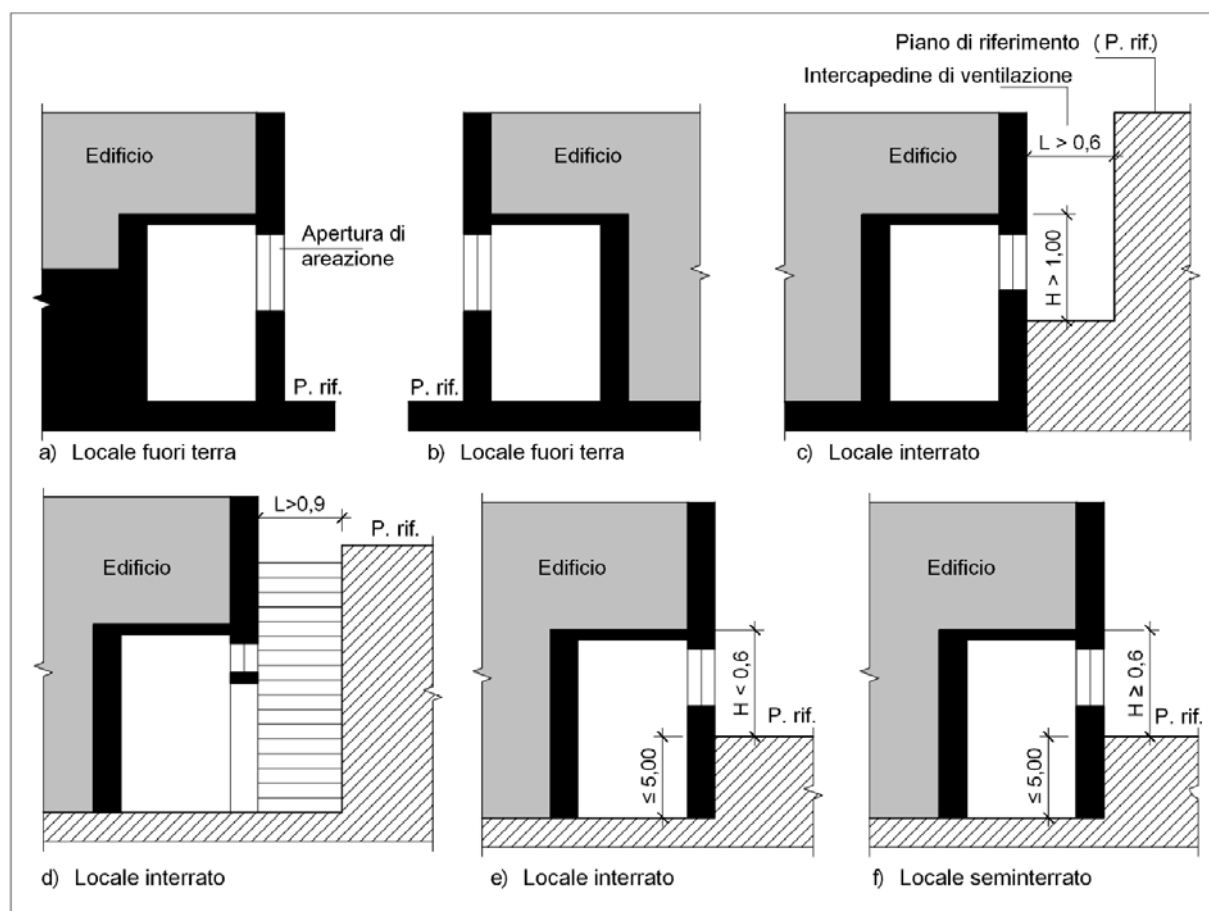 Piano di riferimento (P. rif.)
Intercapedine di ventilazione
Edificio
Apertura di
areazione
P. rif.
a) Locale fuori terra
Edificio
P. rif.
b) Locale fuori terra
Edificio
L > 0,6
H > 1,00
c) Locale interrato
L>0,9
P. rif.
Edificio
d) Locale interrato
Edificio
H < 0,6
P. rif.
≤ 5,00
e) Locale interrato
Edificio
H ≥ 0,6
P. rif.
≤ 5,00
f) Locale seminterrato